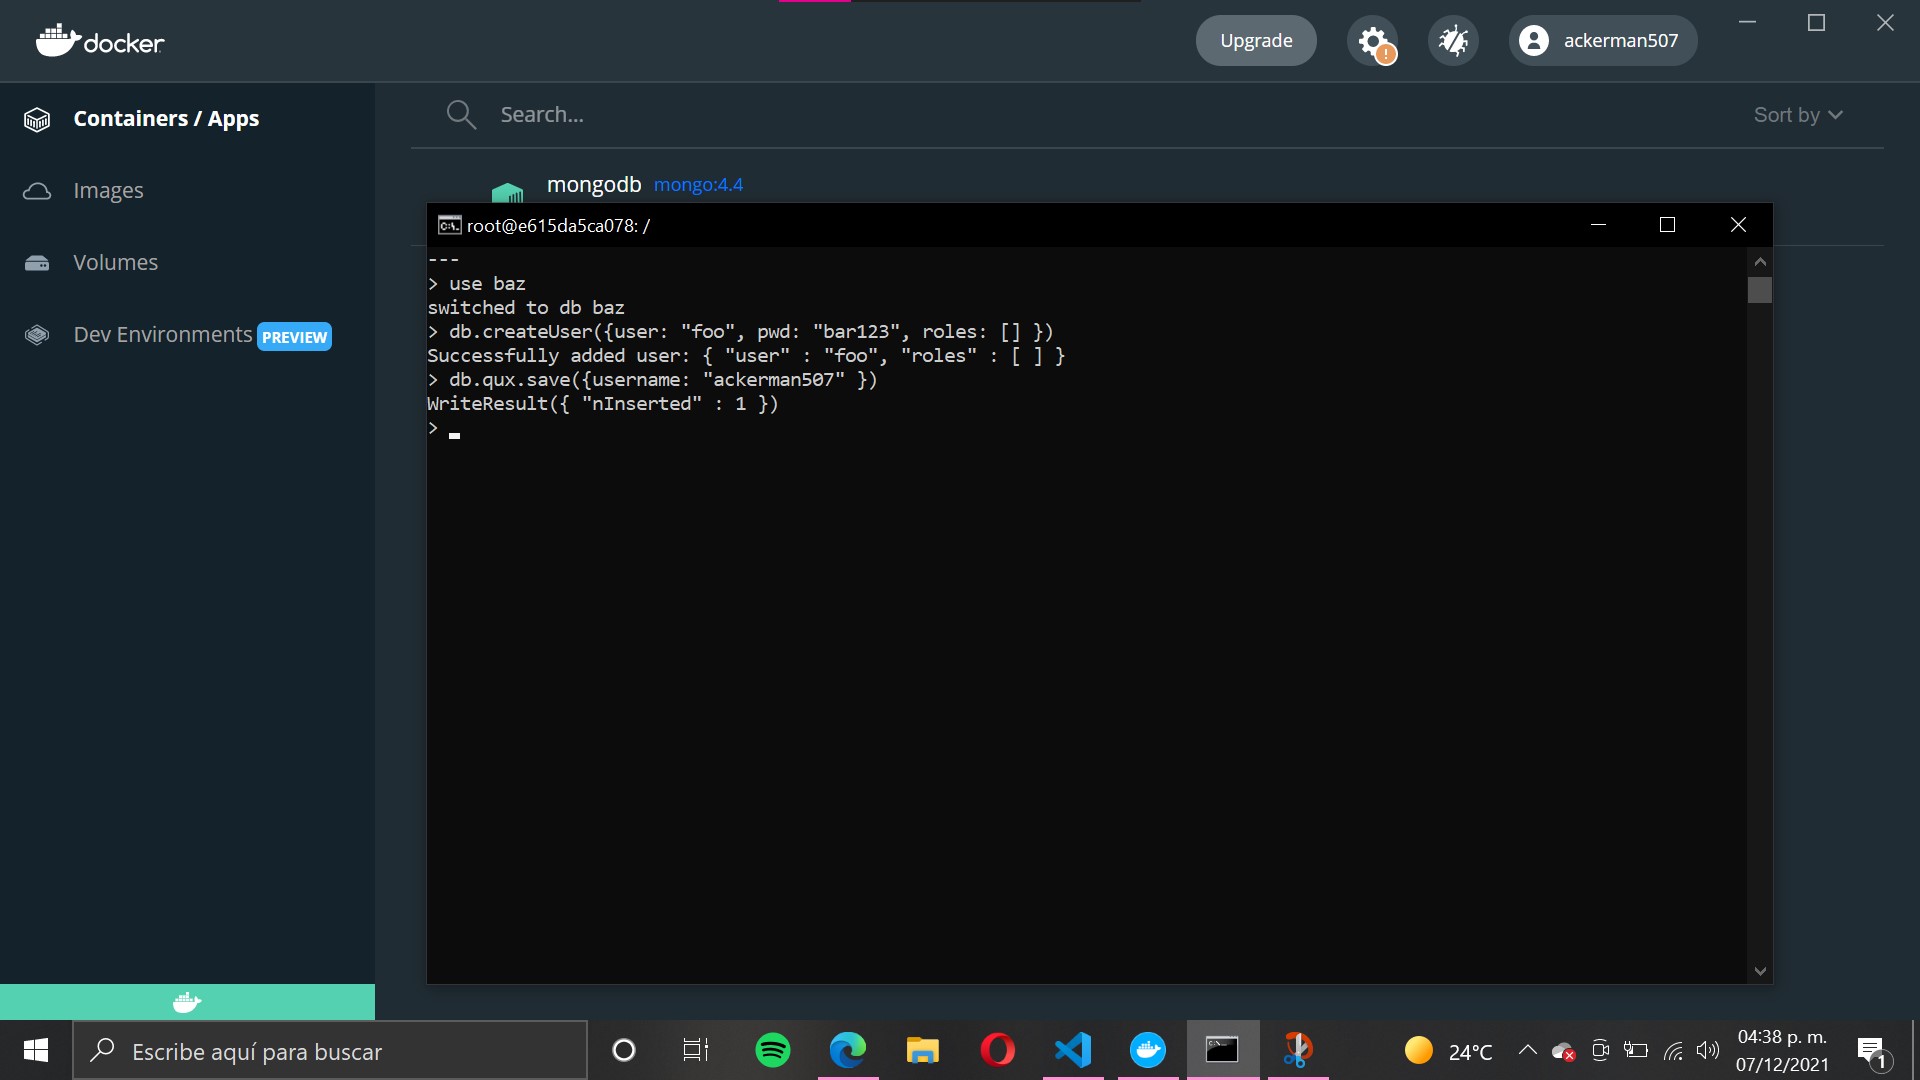 docker
Upgrade
ackerman507
Containers / Apps
Images
Volumes
Dev Environments PREVIEW
Search...
Sort by
mongodb mongo:4.4
root@e615da5ca078: /
---
> use baz
switched to db baz
> db.createUser({user: "foo", pwd: "bar123", roles: [] })
Successfully added user: { "user" : "foo", "roles" : [ ] }
> db.qux.save({username: "ackerman507" })
WriteResult({ "nInserted" : 1 })
>
Escribe aquí para buscar
24°C
04:38 p. m.
07/12/2021
1